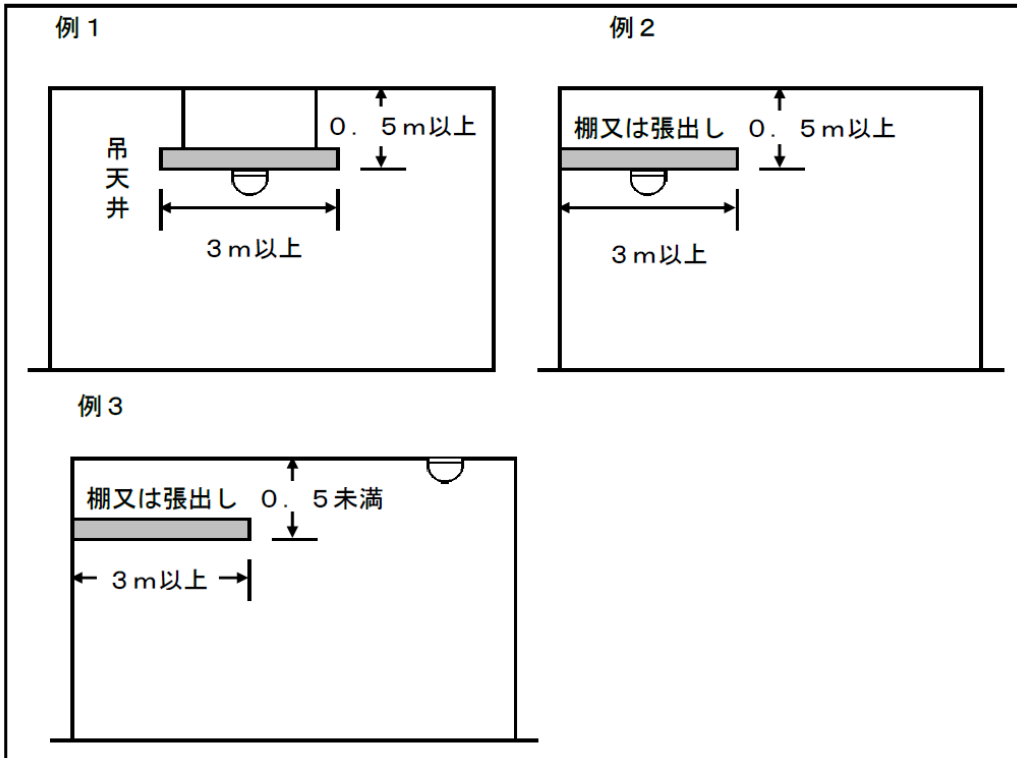 例１
例２
吊天井
０．５ｍ以上
３ｍ以上
棚又は張出し ０．５ｍ以上
３ｍ以上
例３
棚又は張出し ０．５未満
３ｍ以上